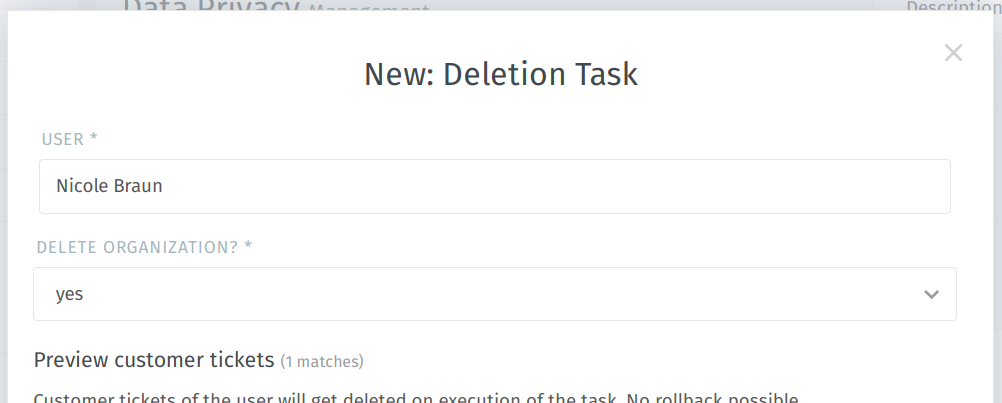 Data Privacy Management
Description
New: Deletion Task
USER *
Nicole Braun
DELETE ORGANIZATION? *
yes
Preview customer tickets (1 matches)
Customer tickets of the user will get deleted on execution of the task. No rollback possible.